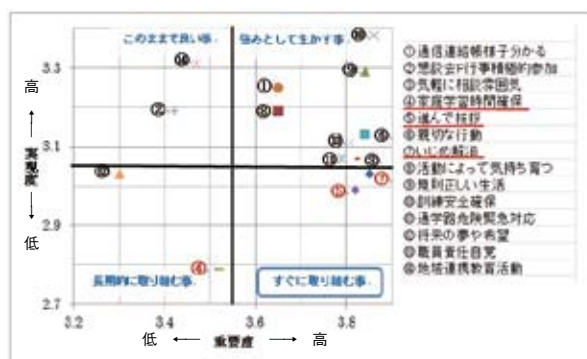 このままで良い事.
強みとして生かす事.
3.3
3.1
2.9
2.7
高
実現度
低
長期的に取り組む事.
すぐに取り組む事.
3.2
3.4
3.6
3.8
低
重要度
高
①通信連絡帳様子分かる
②懇談会行事積極的参加
③気軽に相談雰囲気
④家庭学習時間確保
⑤進んで挨拶
⑥親切な行動
⑦いじめ解消
⑧活動によって気持ち育つ
⑨規則正しい生活
⑩訓練安全確保
⑪通学路危険緊急対応
⑫将来の夢や希望
⑬職員責任自覚
⑭地域連携教育活動